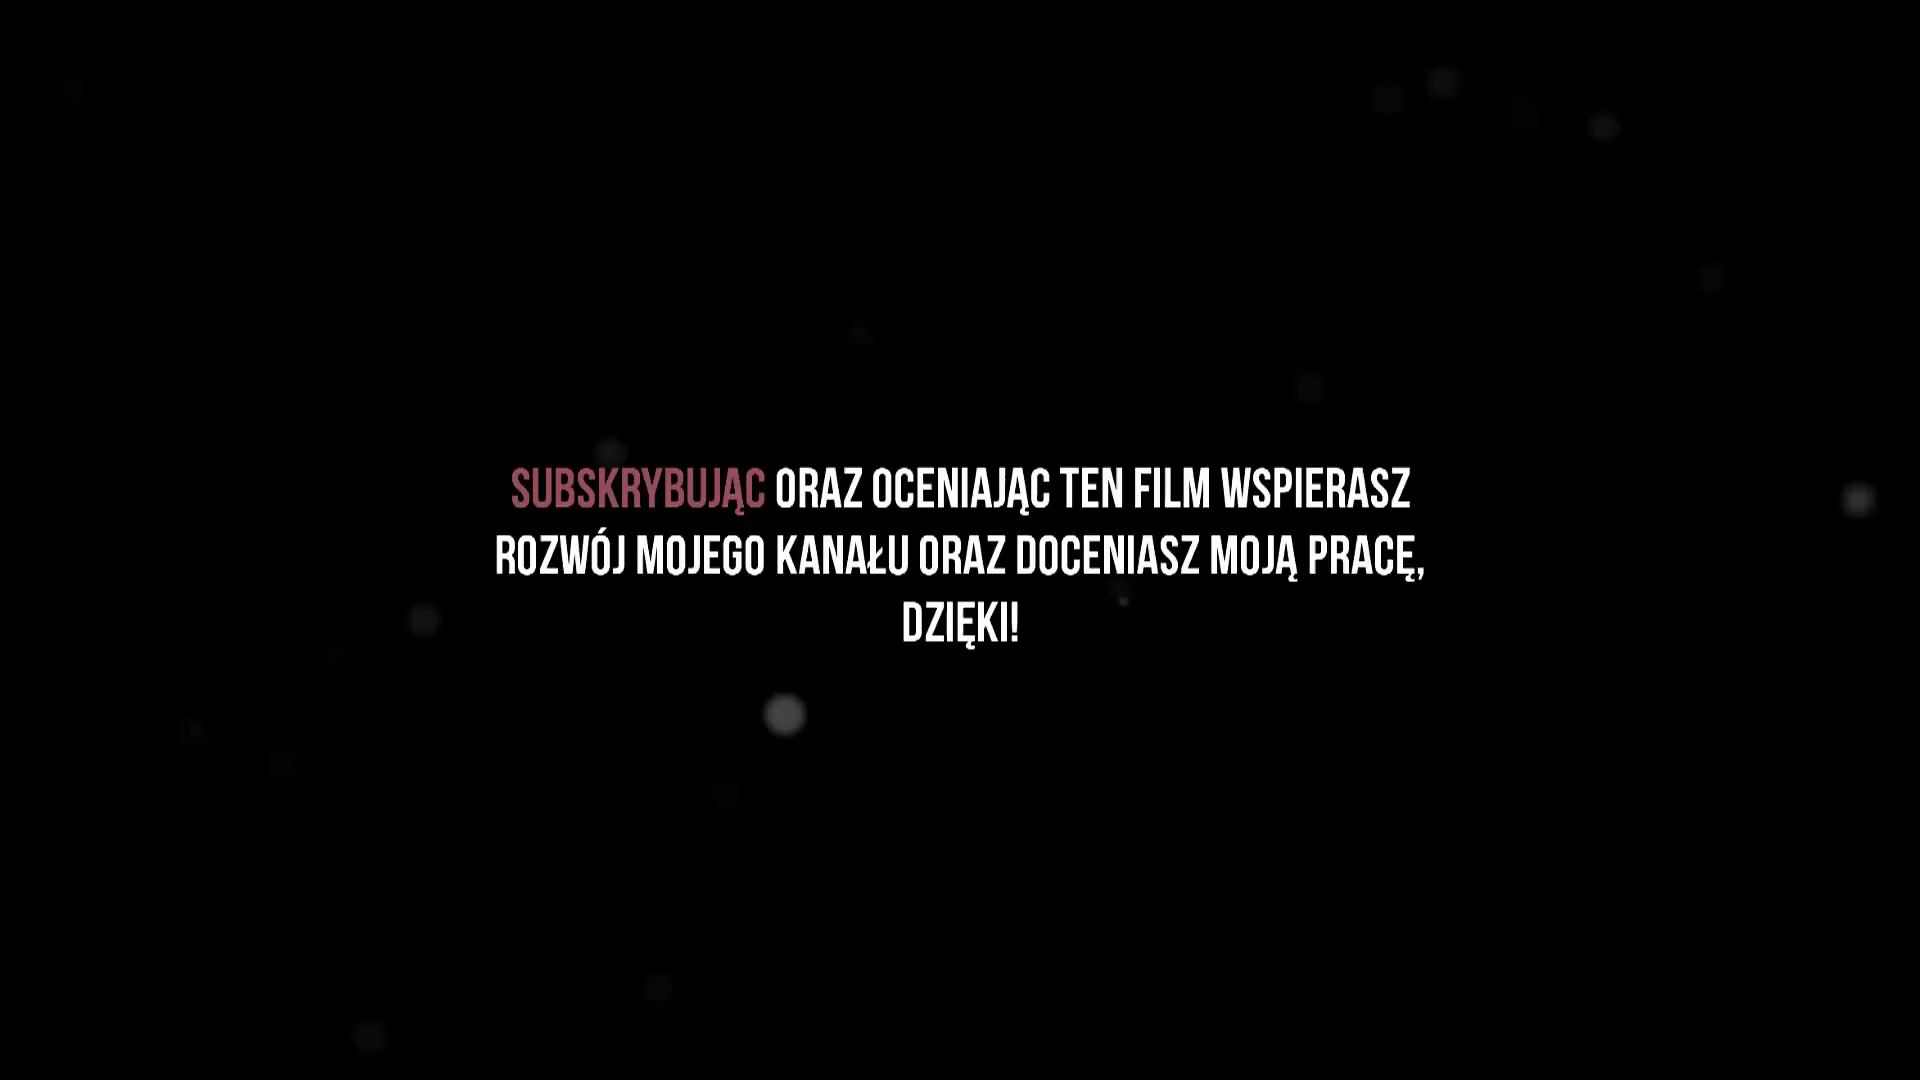 SUBSKRYBUJĄC ORAZ OCENIAJĄC TEN FILM WSPIERASZ
ROZWÓJ MOJEGO KANAŁU ORAZ DOCENIASZ MOJĄ PRACĘ,
DZIĘKI!